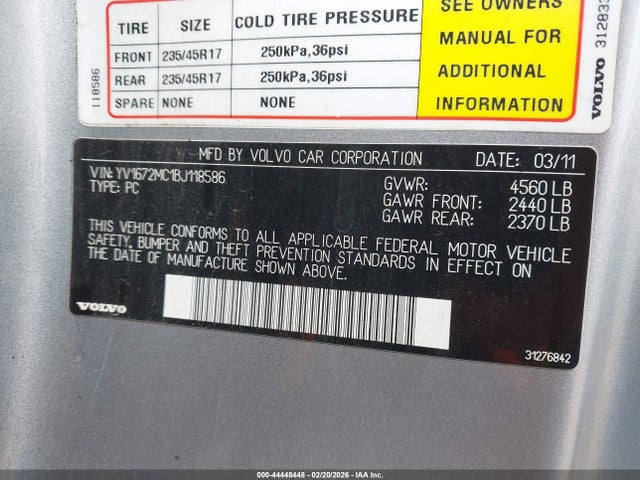 TIRE SIZE COLD TIRE PRESSURE
FRONT 235/45R17 250kPa,36psi
REAR 235/45R17 250kPa,36psi
SPARE NONE NONE
SEE OWNERS
MANUAL FOR
ADDITIONAL
INFORMATION
118586
VOLVO
MFD BY VOLVO CAR CORPORATION DATE: 03/11
VIN: YV1672MC1BJ118586
TYPE: PC
GVWR: 4560 LB
GAWR FRONT: 2440 LB
GAWR REAR: 2370 LB
THIS VEHICLE CONFORMS TO ALL APPLICABLE FEDERAL MOTOR VEHICLE
SAFETY, BUMPER AND THEFT PREVENTION STANDARDS IN EFFECT ON
THE DATE OF MANUFACTURE SHOWN ABOVE.
VOLVO
31276842
000-44448448 - 02/20/2026 - IAA, Inc.